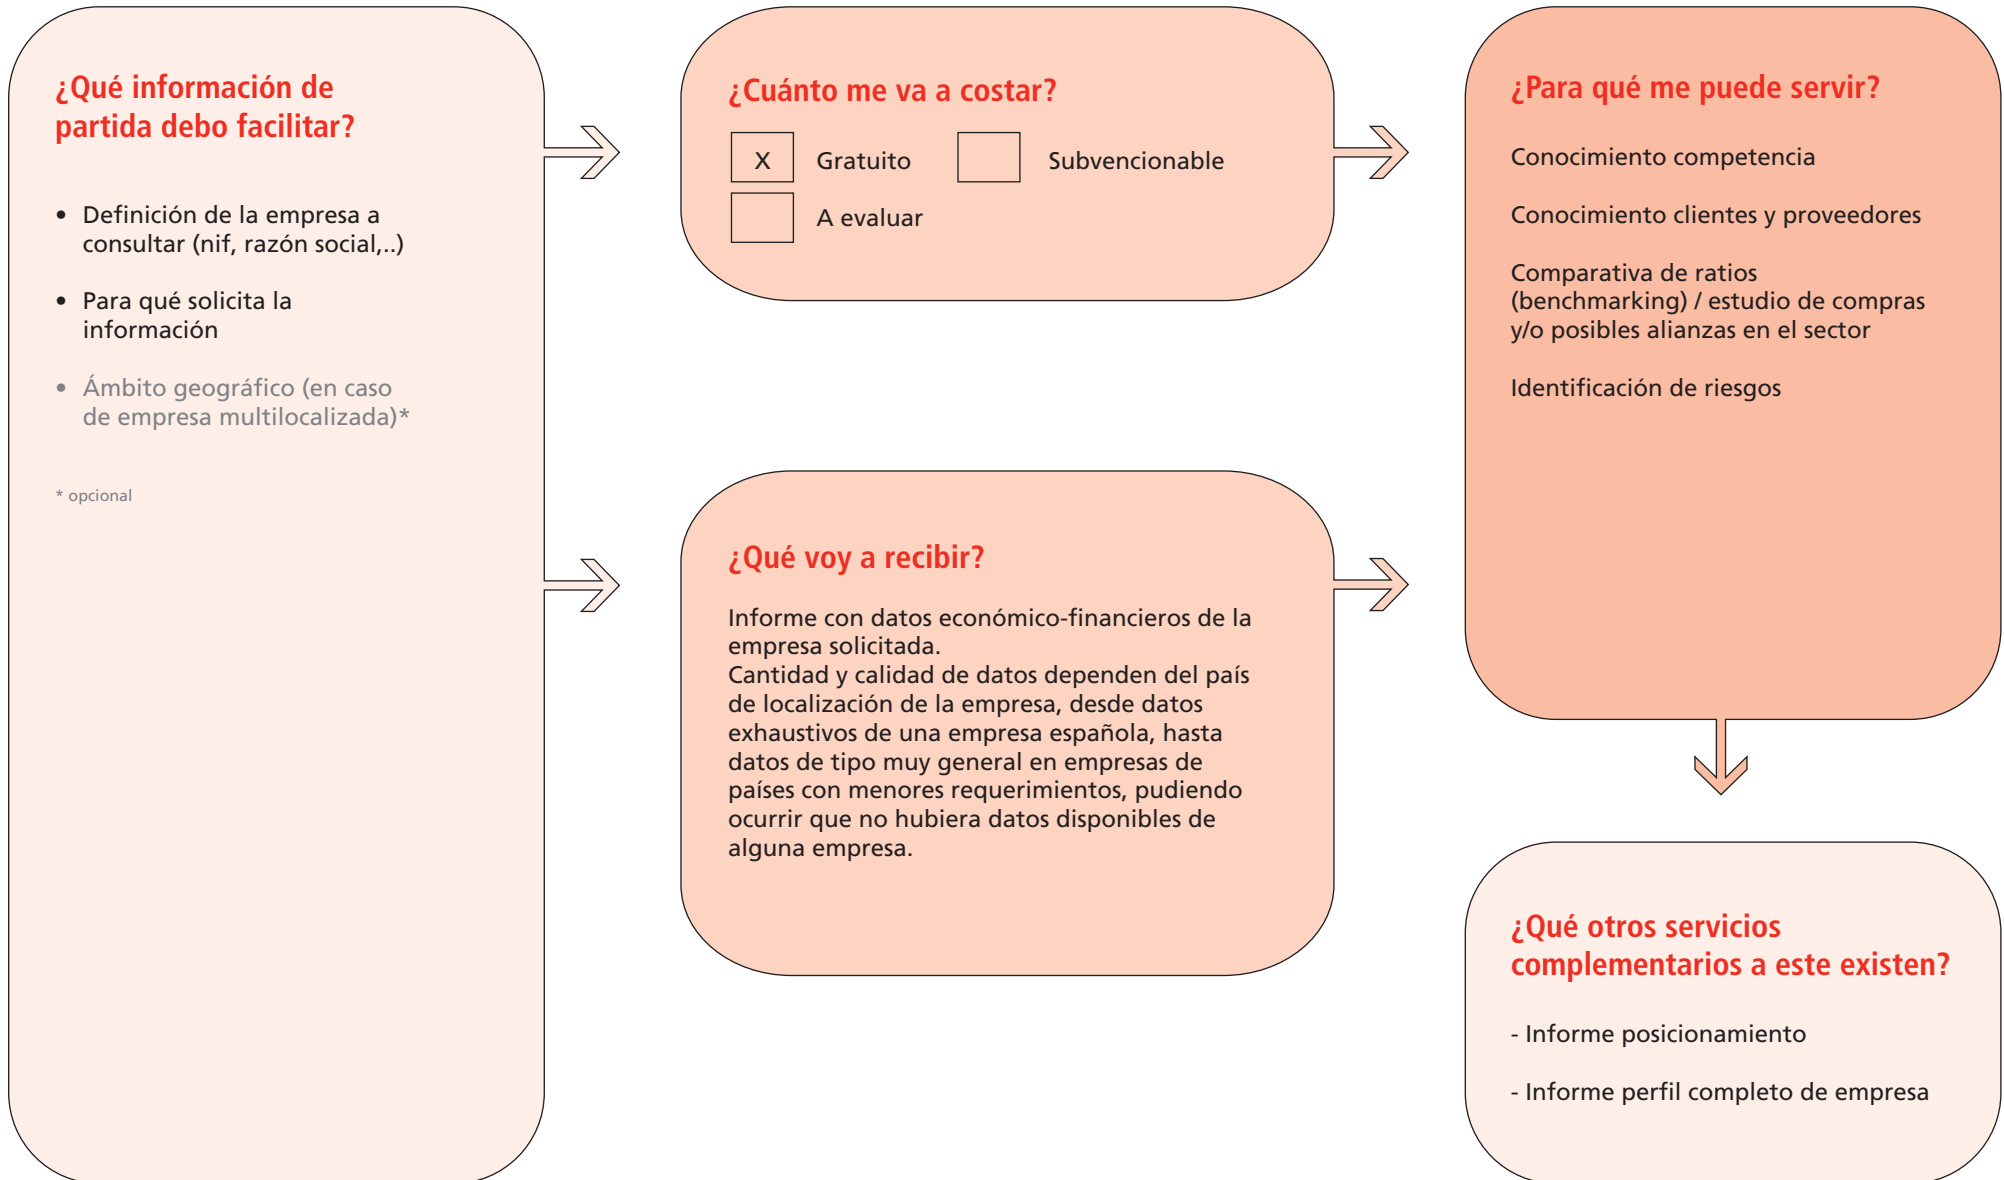 ¿Qué información de
partida debo facilitar?
• Definición de la empresa a
consultar (nif, razón social,..)
• Para qué solicita la
información
• Ámbito geográfico (en caso
de empresa multilocalizada)*
* opcional
¿Cuánto me va a costar?
X Gratuito Subvencionable
A evaluar
¿Qué voy a recibir?
Informe con datos económico-financieros de la
empresa solicitada.
Cantidad y calidad de datos dependen del país
de localización de la empresa, desde datos
exhaustivos de una empresa española, hasta
datos de tipo muy general en empresas de
países con menores requerimientos, pudiendo
ocurrir que no hubiera datos disponibles de
alguna empresa.
¿Para qué me puede servir?
Conocimiento competencia
Conocimiento clientes y proveedores
Comparativa de ratios
(benchmarking) / estudio de compras
y/o posibles alianzas en el sector
Identificación de riesgos
¿Qué otros servicios
complementarios a este existen?
- Informe posicionamiento
- Informe perfil completo de empresa